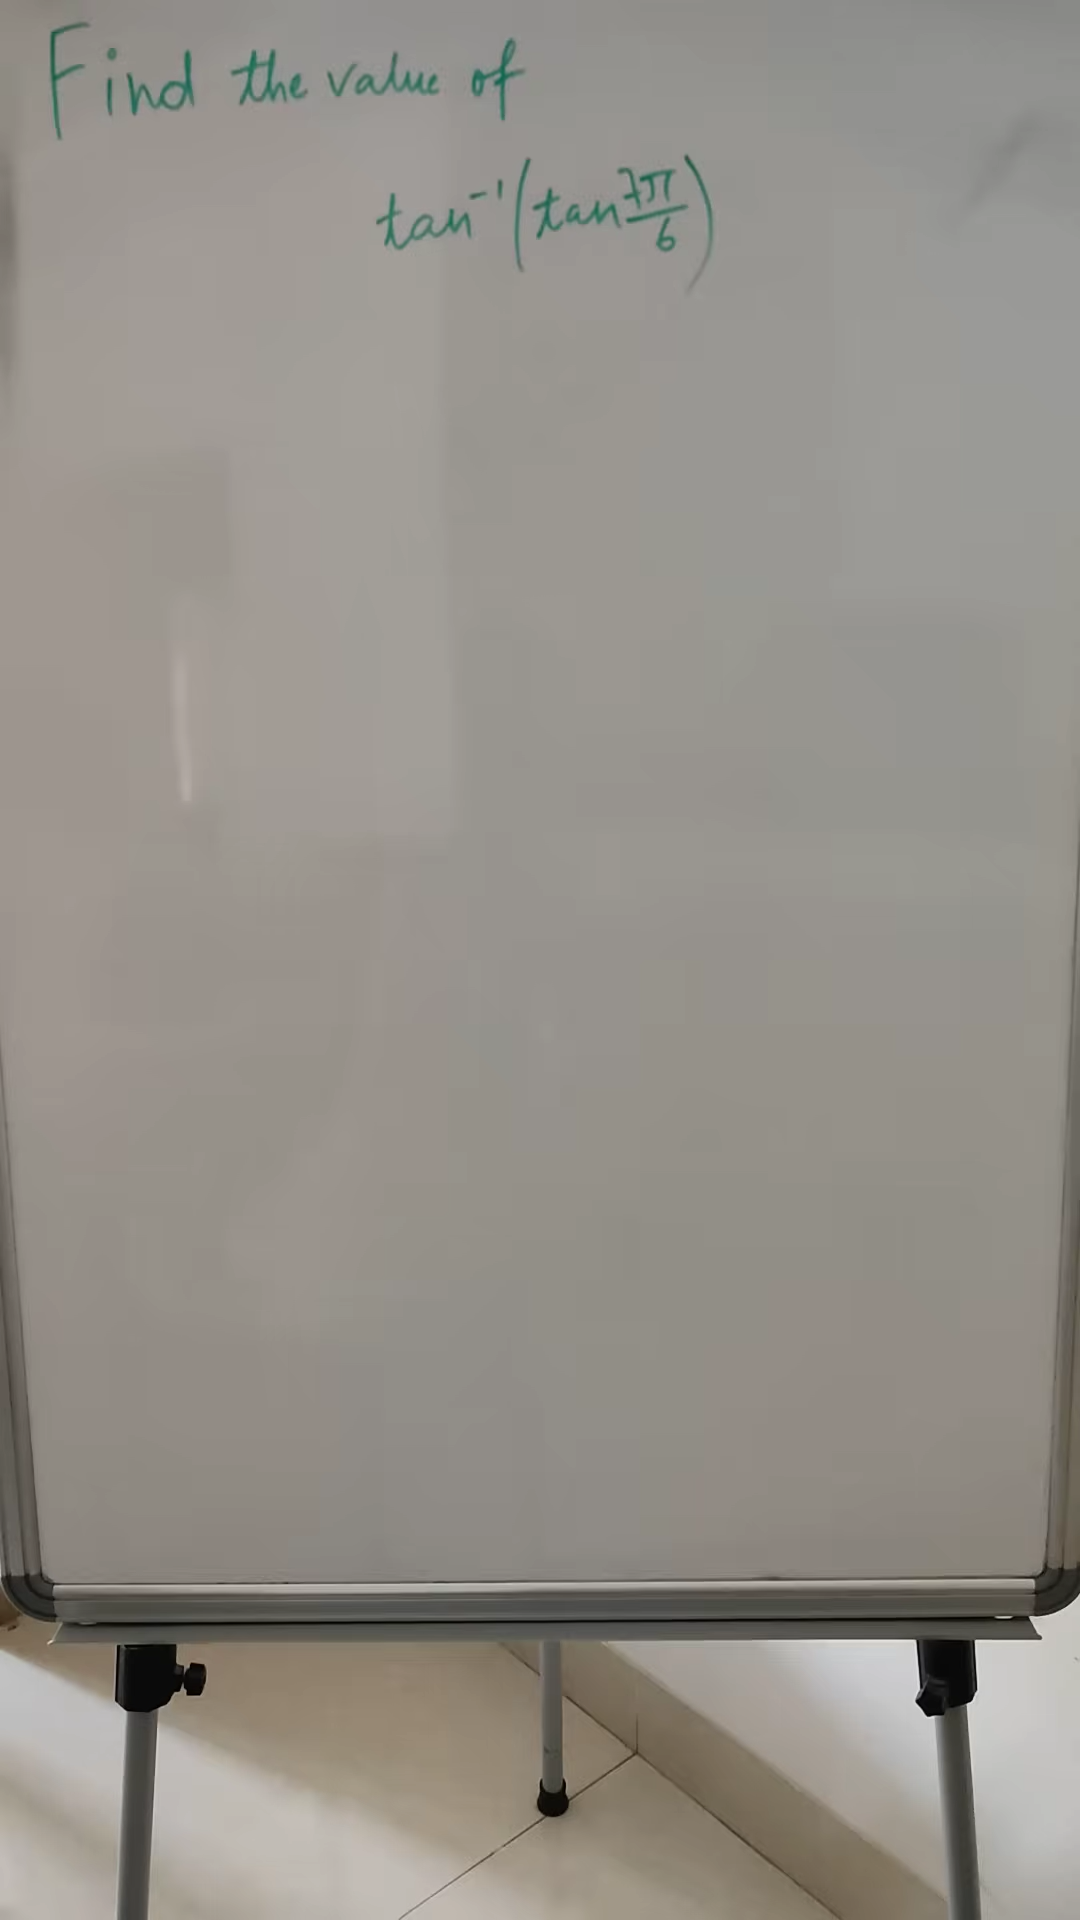 Find the value of
tan⁻¹(tan 7π/6)